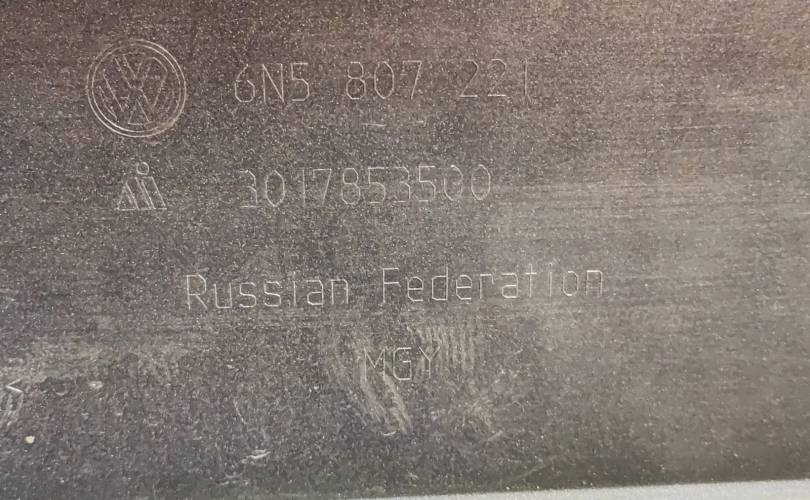 6N5 807 221
3017853500
Russian Federation
MGY